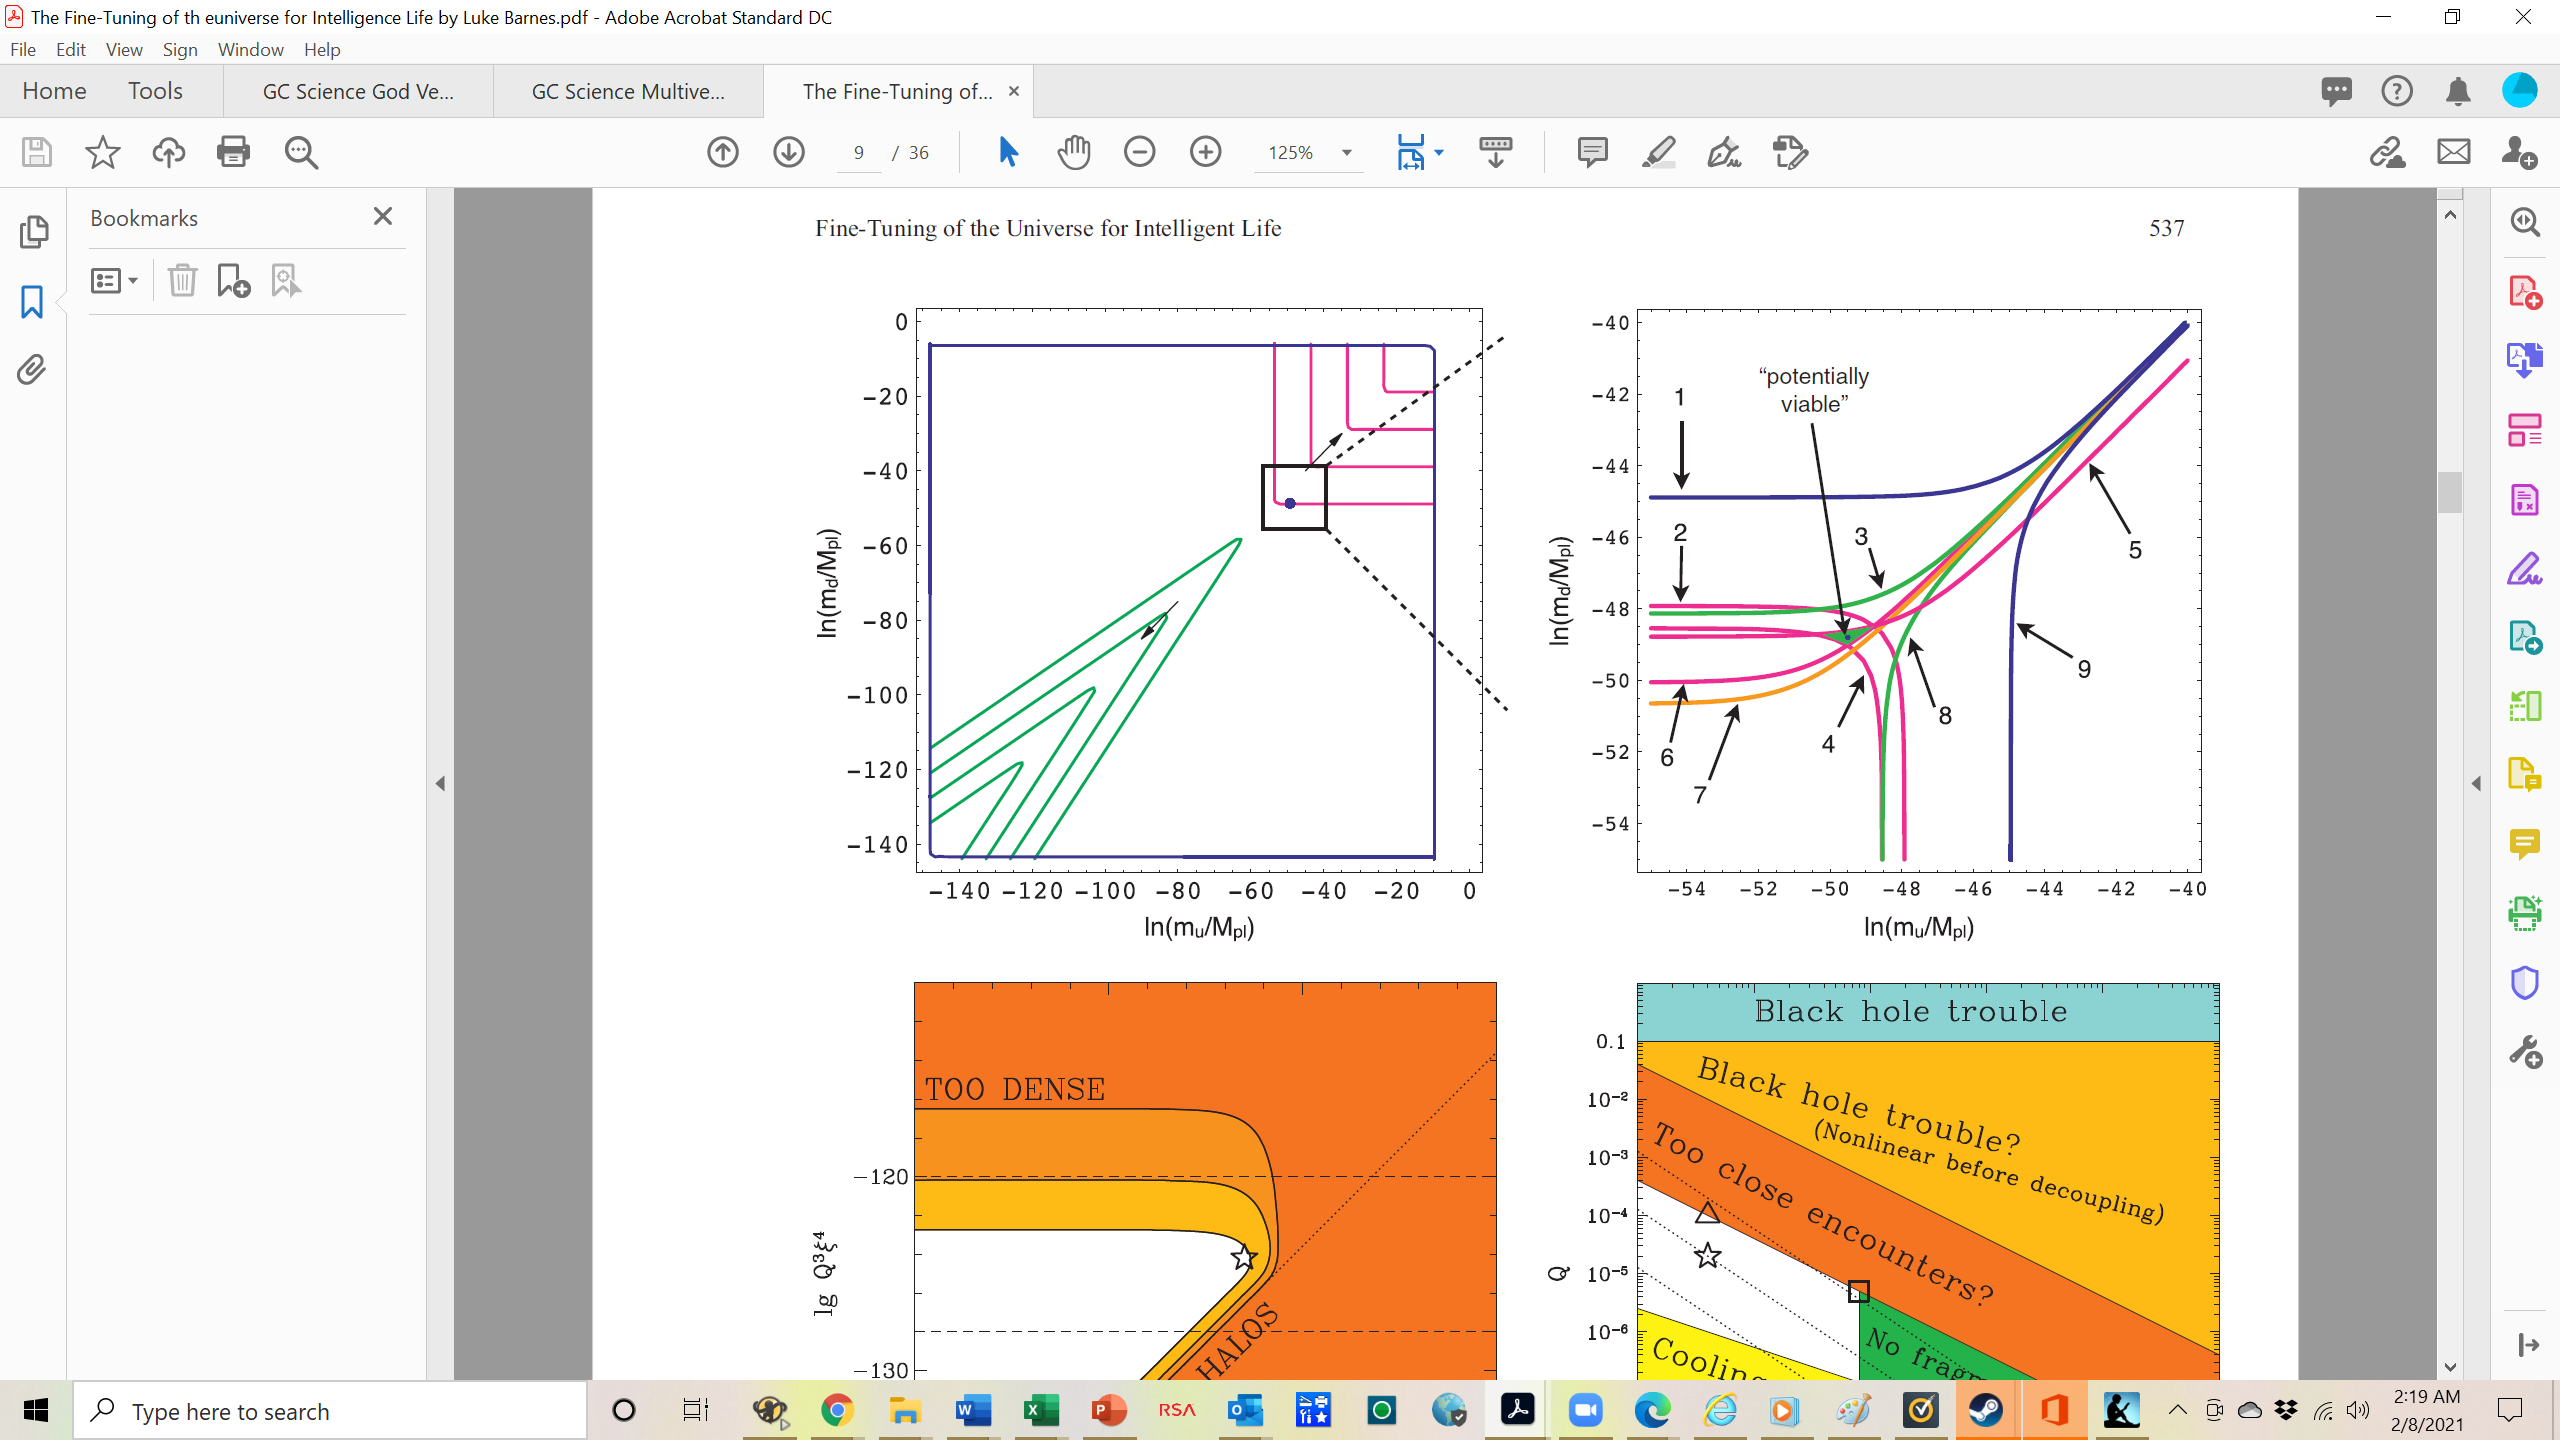 The Fine-Tuning of th euniverse for Intelligence Life by Luke Barnes.pdf - Adobe Acrobat Standard DC
File Edit View Sign Window Help
Home Tools GC Science God Ve... GC Science Multive... The Fine-Tuning of... ×
9 / 36 125%
Bookmarks
Fine-Tuning of the Universe for Intelligent Life 537
0
-20
-40
-60
-80
-100
-120
-140
ln(md/Mpl)
-140 -120 -100 -80 -60 -40 -20 0
ln(mu/Mpl)
-40
-42
-44
-46
-48
-50
-52
-54
ln(md/Mpl)
"potentially
viable"
1
2
3
4
5
6
7
8
9
-54 -52 -50 -48 -46 -44 -42 -40
ln(mu/Mpl)
TOO DENSE
HALOS
-120
-130
lg Q³ξ⁴
Black hole trouble
Black hole trouble?
(Nonlinear before decoupling)
Too close encounters?
No fragm
Cooling
0.1
10⁻²
10⁻³
10⁻⁴
10⁻⁵
10⁻⁶
Q
Type here to search
RSA
2:19 AM
2/8/2021